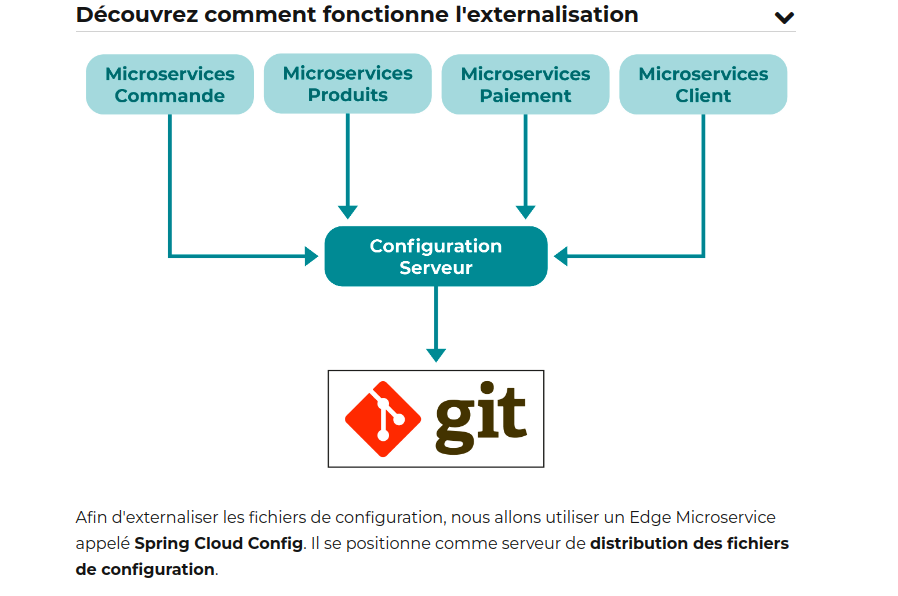 Découvrez comment fonctionne l'externalisation
Microservices
Commande
Microservices
Produits
Microservices
Paiement
Microservices
Client
Configuration
Serveur
git
Afin d'externaliser les fichiers de configuration, nous allons utiliser un Edge Microservice
appelé Spring Cloud Config. Il se positionne comme serveur de distribution des fichiers
de configuration.